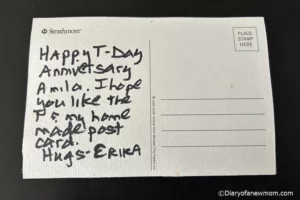 Strathmore
PLACE
STAMP
HERE
HAPPY T-DAY
Anniversary
Amila. I hope
you like the
& my home
made post
card.
Hugs-ERIKA
©Diaryofanewmom.com